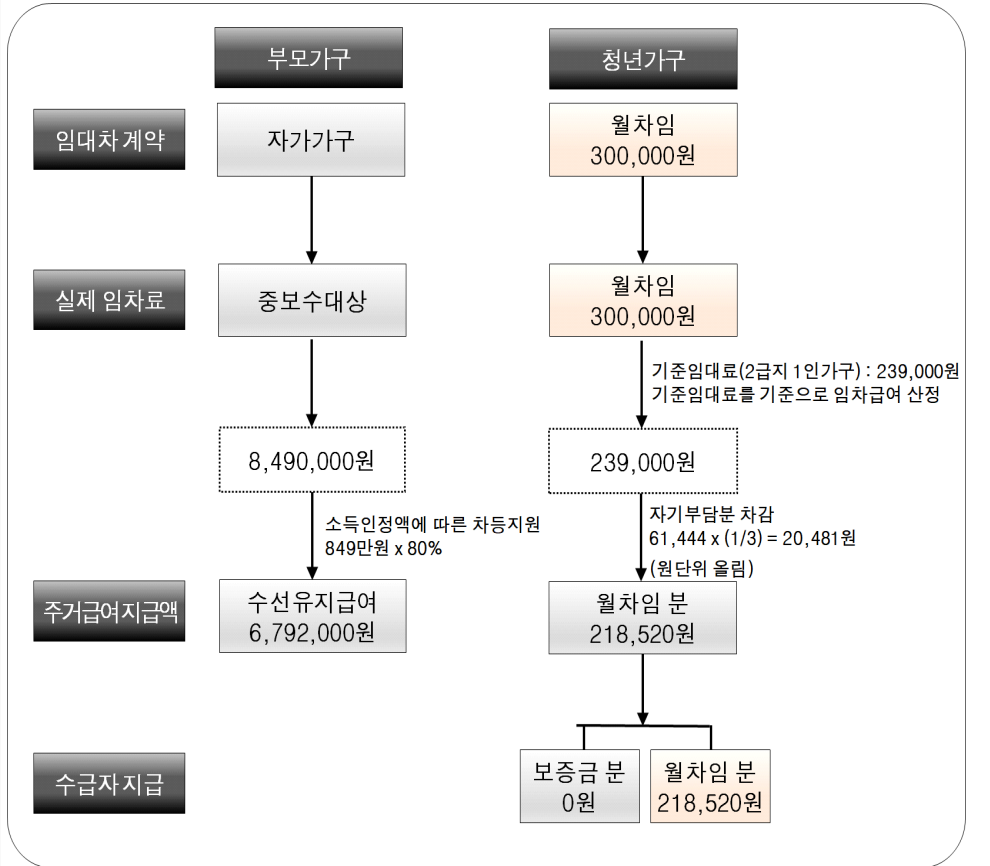 부모가구
청년가구
임대차 계약
자가가구
월차임
300,000원
실제 임차료
중보수대상
월차임
300,000원
기준임대료(2급지 1인가구) : 239,000원
기준임대료를 기준으로 임차급여 산정
8,490,000원
239,000원
소득인정액에 따른 차등지원
849만원 x 80%
자기부담분 차감
61,444 x (1/3) = 20,481원
(원단위 올림)
주거급여 지급액
수선유지급여
6,792,000원
월차임 분
218,520원
수급자 지급
보증금 분
0원
월차임 분
218,520원